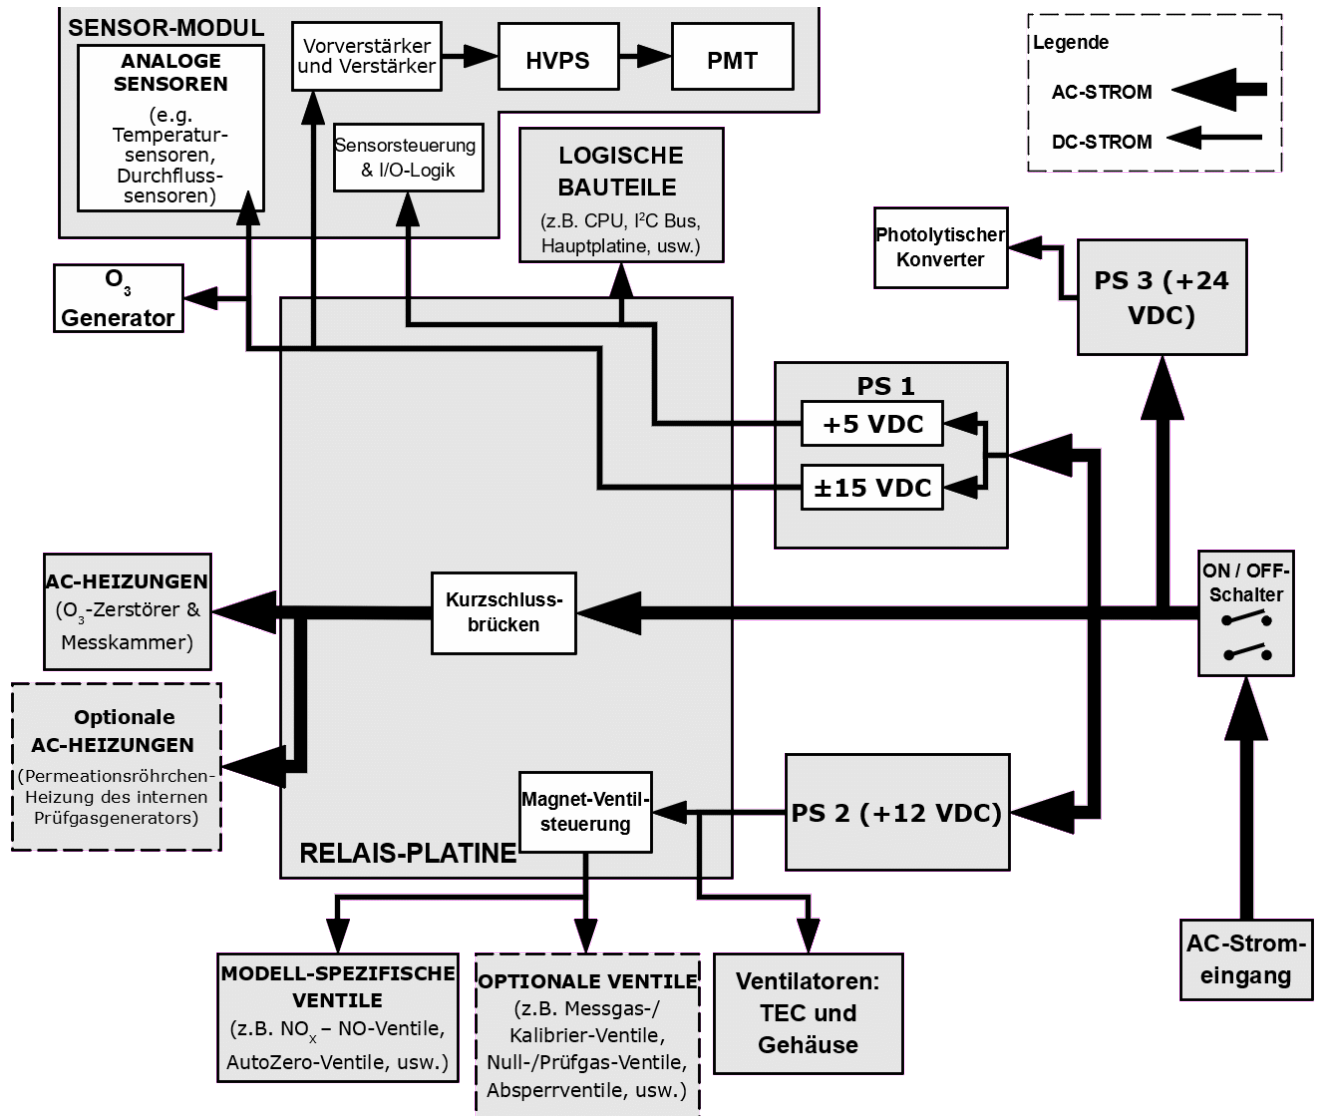 SENSOR-MODUL
ANALOGE
SENSOREN
(e.g.
Temperatur-
sensoren,
Durchfluss-
sensoren)
Vorverstärker
und Verstärker
HVPS
PMT
Sensorsteuerung
& I/O-Logik
LOGISCHE
BAUTEILE
(z.B. CPU, I²C Bus,
Hauptplatine, usw.)
Legende
AC-STROM
DC-STROM
Photolytischer
Konverter
PS 3 (+24
VDC)
O₃
Generator
PS 1
+5 VDC
±15 VDC
AC-HEIZUNGEN
(O₃-Zerstörer &
Messkammer)
Kurzschluss-
brücken
ON / OFF-
Schalter
Optionale
AC-HEIZUNGEN
(Permeationsröhrchen-
Heizung des internen
Prüfgasgenerators)
Magnet-Ventil-
steuerung
PS 2 (+12 VDC)
RELAIS-PLATINE
AC-Strom-
eingang
MODELL-SPEZIFISCHE
VENTILE
(z.B. NOₓ – NO-Ventile,
AutoZero-Ventile, usw.)
OPTIONALE VENTILE
(z.B. Messgas-/
Kalibrier-Ventile,
Null-/Prüfgas-Ventile,
Absperrventile, usw.)
Ventilatoren:
TEC und
Gehäuse